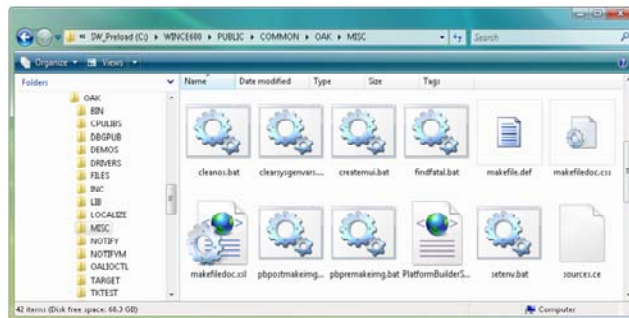 SW_Preload (C:) ▸ WINCE600 ▸ PUBLIC ▸ COMMON ▸ OAK ▸ MISC
Search
Organize Views
Folders
Name Date modified Type Size Tags
OAK
BIN
CPULIBS
DBGPUB
DEMOS
DRIVERS
FILES
INC
LIB
LOCALIZE
MISC
NOTIFY
NOTIFYM
OALIOCTL
TARGET
TKTEST
cleanos.bat clearsysgenvars.... createmui.bat findfatal.bat makefile.def makefiledoc.css
makefiledoc.xsl pbpostmakeimg... pbpremakeimg.bat PlatformBuilderS... setenv.bat sources.ce
42 items (Disk free space: 68.3 GB) Computer